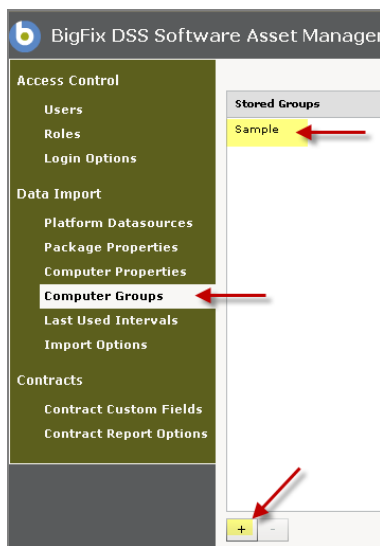 b BigFix DSS Software Asset Manager
Access Control
Users
Roles
Login Options
Data Import
Platform Datasources
Package Properties
Computer Properties
Computer Groups
Last Used Intervals
Import Options
Contracts
Contract Custom Fields
Contract Report Options
Stored Groups
Sample
+ -